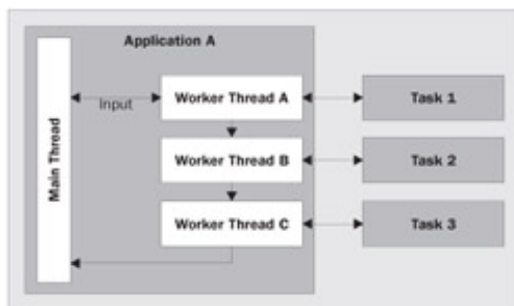 Application A
Main Thread
Input
Worker Thread A
Task 1
Worker Thread B
Task 2
Worker Thread C
Task 3